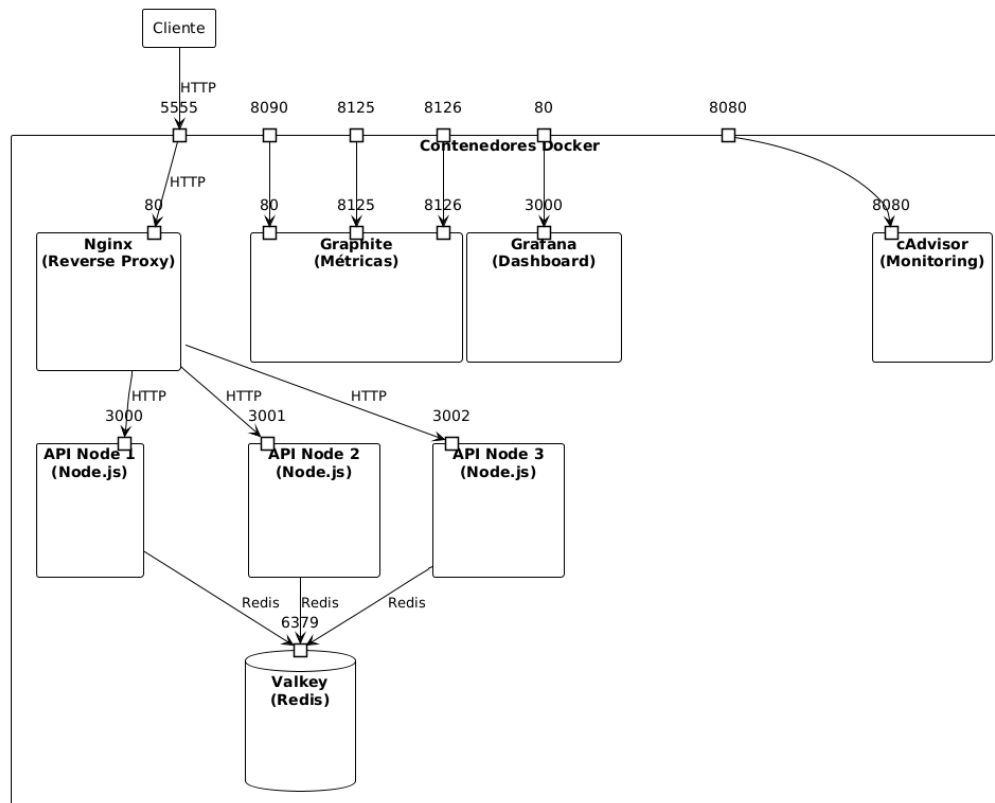 Cliente
HTTP
5555
8090
8125
8126
80
8080
Contenedores Docker
HTTP
80
80
8125
8126
3000
8080
Nginx
(Reverse Proxy)
Graphite
(Métricas)
Grafana
(Dashboard)
cAdvisor
(Monitoring)
HTTP
HTTP
HTTP
3000
3001
3002
API Node 1
(Node.js)
API Node 2
(Node.js)
API Node 3
(Node.js)
Redis
Redis
Redis
6379
Valkey
(Redis)